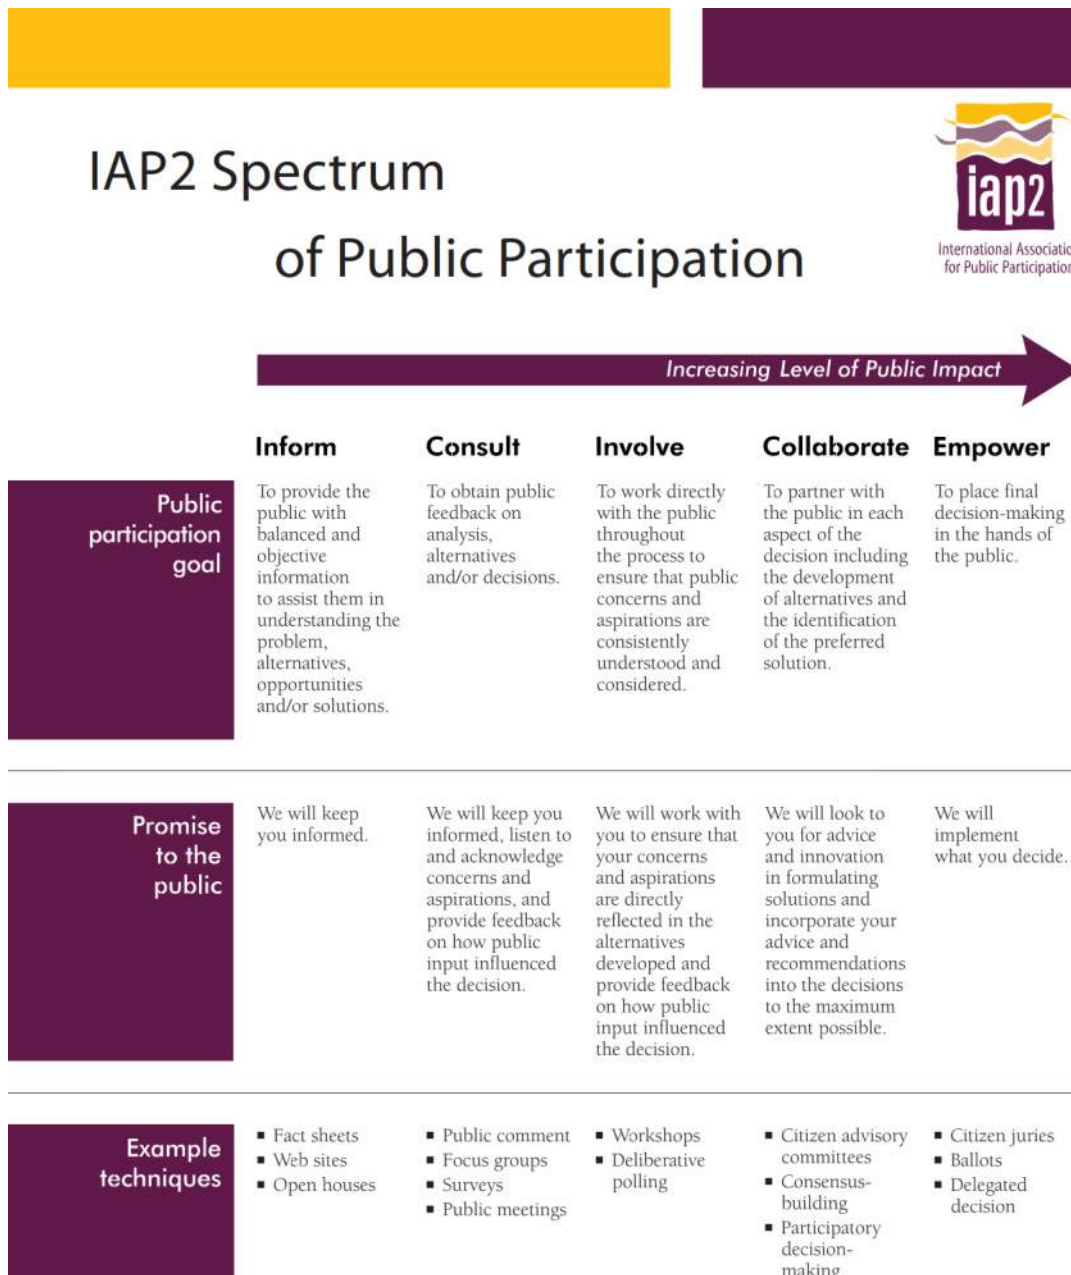 IAP2 Spectrum
of Public Participation
iap2
International Associatio
for Public Participation
Increasing Level of Public Impact
Inform
Consult
Involve
Collaborate
Empower
Public
participation
goal
To provide the
public with
balanced and
objective
information
to assist them in
understanding the
problem,
alternatives,
opportunities
and/or solutions.
To obtain public
feedback on
analysis,
alternatives
and/or decisions.
To work directly
with the public
throughout
the process to
ensure that public
concerns and
aspirations are
consistently
understood and
considered.
To partner with
the public in each
aspect of the
decision including
the development
of alternatives and
the identification
of the preferred
solution.
To place final
decision-making
in the hands of
the public.
Promise
to the
public
We will keep
you informed.
We will keep you
informed, listen to
and acknowledge
concerns and
aspirations, and
provide feedback
on how public
input influenced
the decision.
We will work with
you to ensure that
your concerns
and aspirations
are directly
reflected in the
alternatives
developed and
provide feedback
on how public
input influenced
the decision.
We will look to
you for advice
and innovation
in formulating
solutions and
incorporate your
advice and
recommendations
into the decisions
to the maximum
extent possible.
We will
implement
what you decide.
Example
techniques
▪ Fact sheets
▪ Web sites
▪ Open houses
▪ Public comment
▪ Focus groups
▪ Surveys
▪ Public meetings
▪ Workshops
▪ Deliberative
polling
▪ Citizen advisory
committees
▪ Consensus-
building
▪ Participatory
decision-
making
▪ Citizen juries
▪ Ballots
▪ Delegated
decision